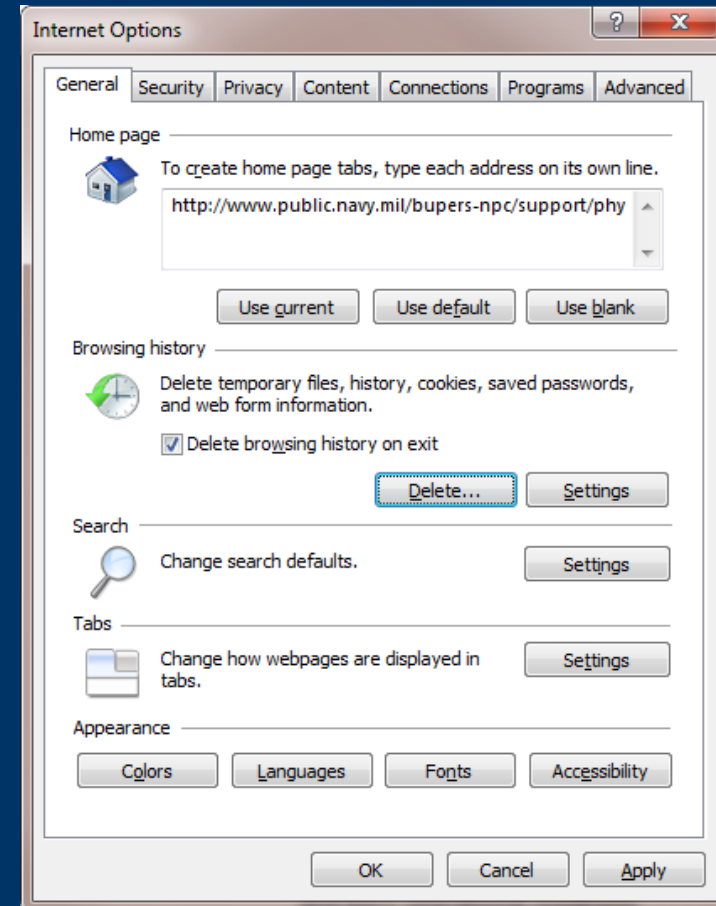 Internet Options
?
X
General Security Privacy Content Connections Programs Advanced
Home page
To create home page tabs, type each address on its own line.
http://www.public.navy.mil/bupers-npc/support/phy
Use current Use default Use blank
Browsing history
Delete temporary files, history, cookies, saved passwords,
and web form information.
Delete browsing history on exit
Delete... Settings
Search
Change search defaults.
Settings
Tabs
Change how webpages are displayed in
tabs.
Settings
Appearance
Colors Languages Fonts Accessibility
OK Cancel Apply